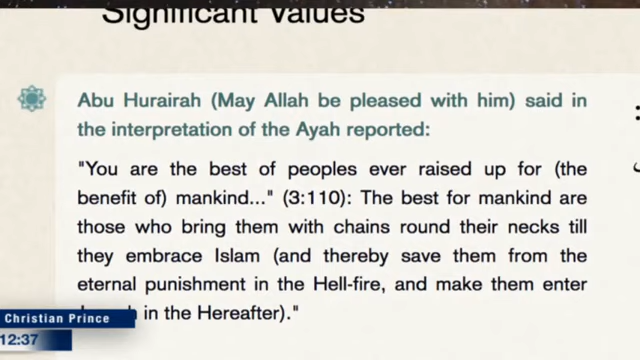 Significant Values
Abu Hurairah (May Allah be pleased with him) said in
the interpretation of the Ayah reported:
"You are the best of peoples ever raised up for (the
benefit of) mankind..." (3:110): The best for mankind are
those who bring them with chains round their necks till
they embrace Islam (and thereby save them from the
eternal punishment in the Hell-fire, and make them enter
in the Hereafter)."
Christian Prince
12:37